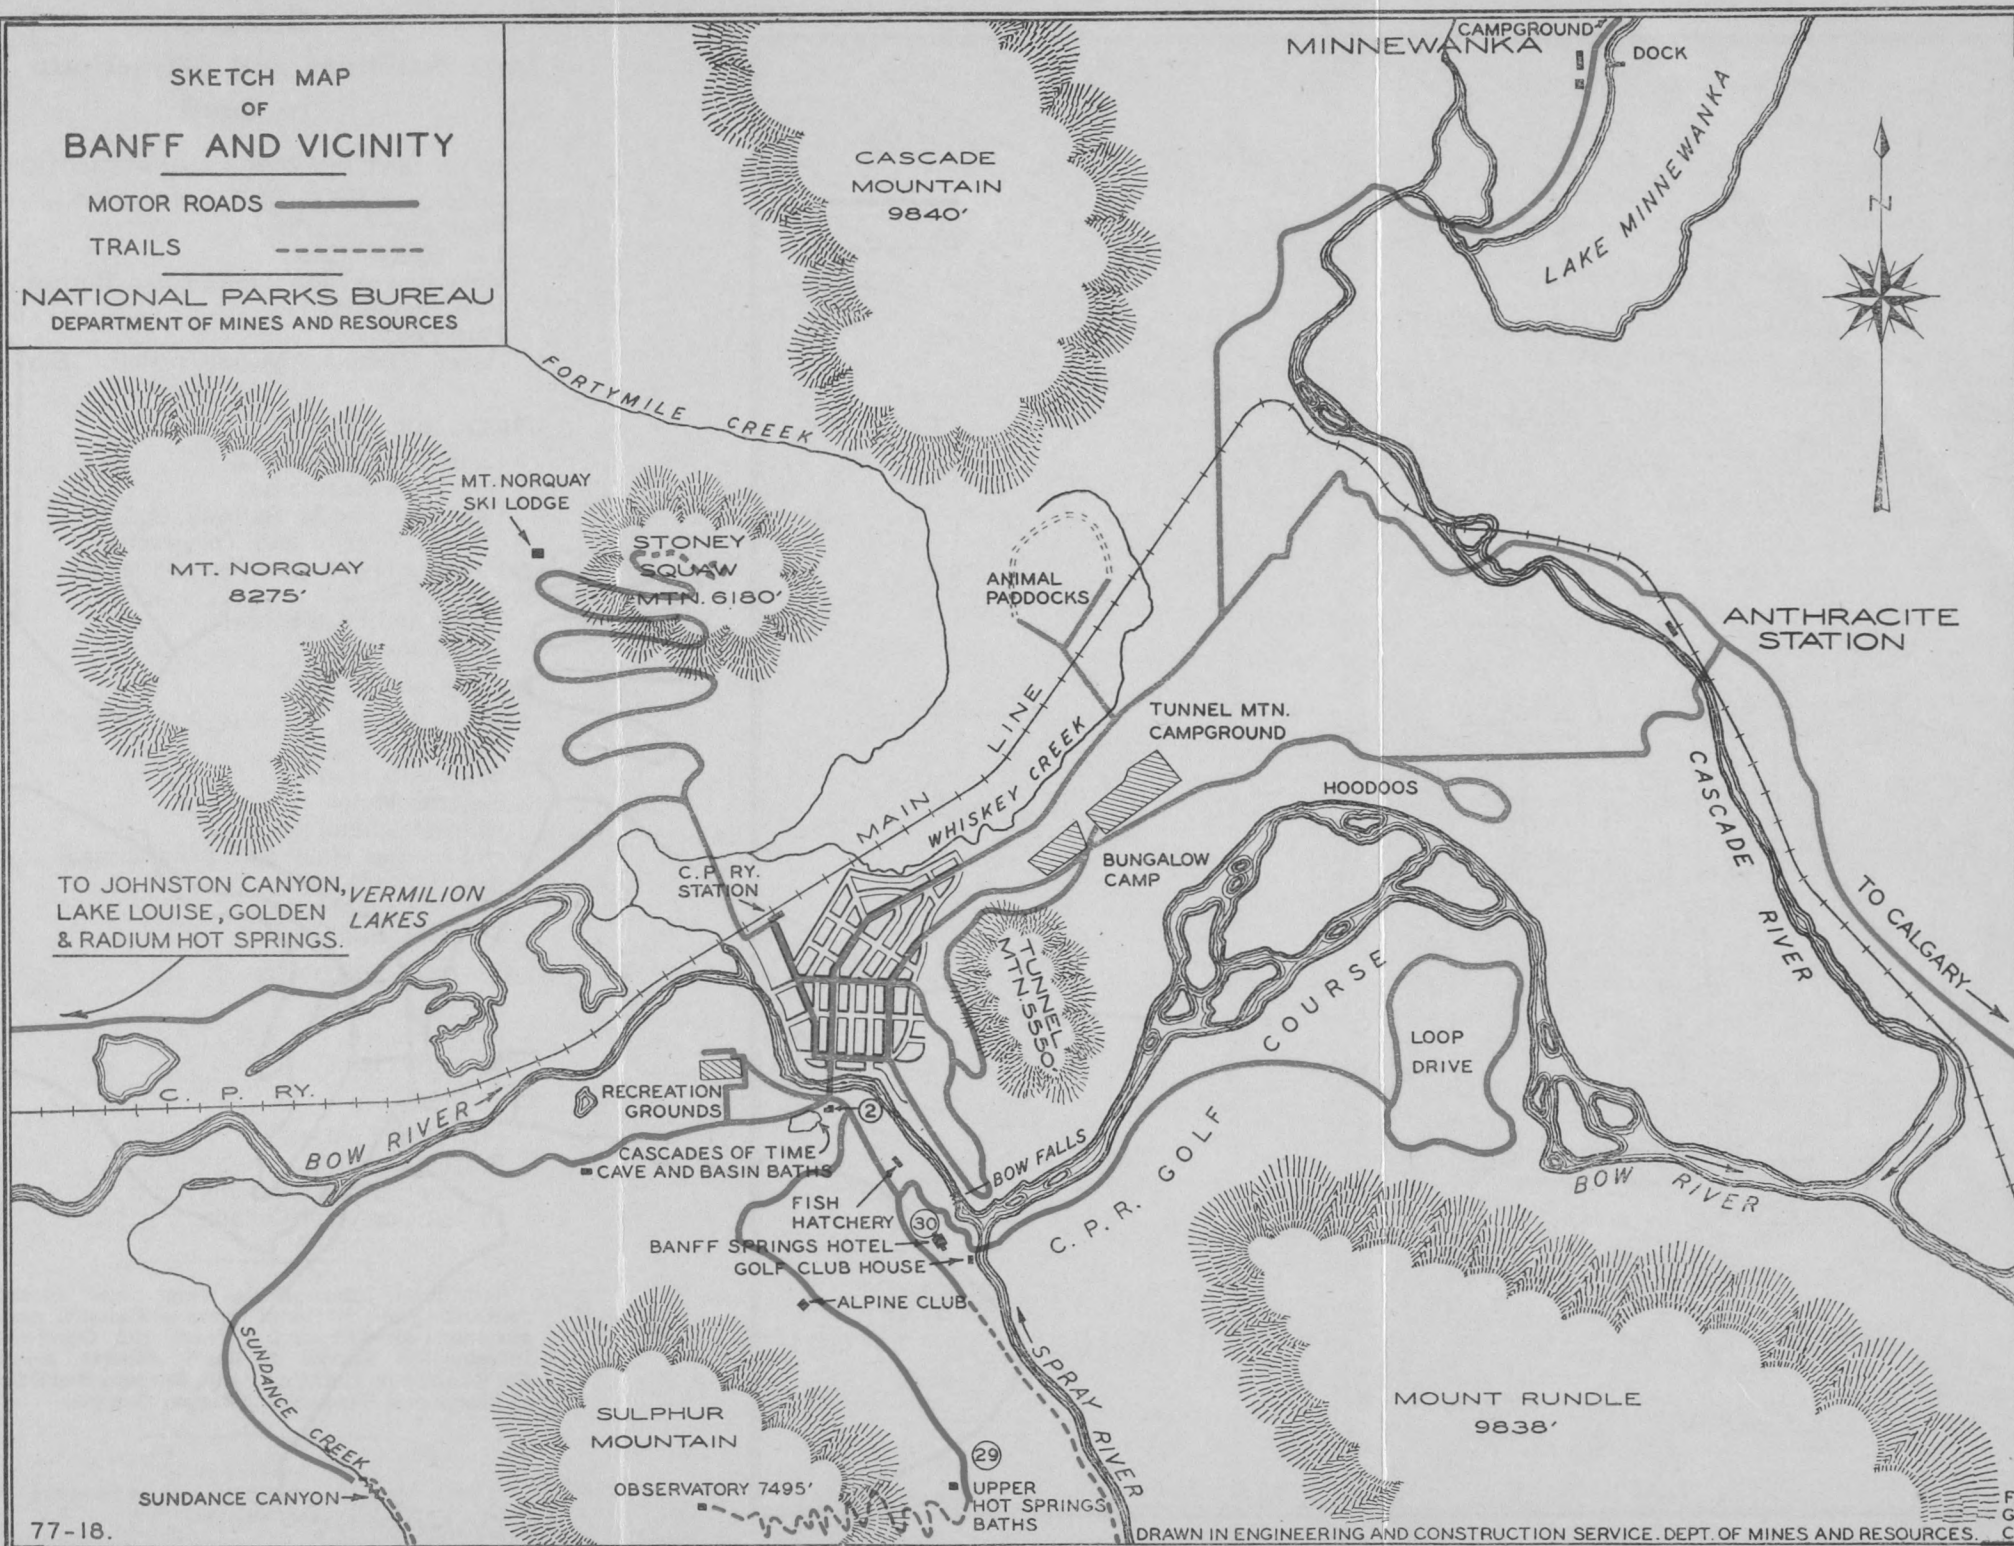 SKETCH MAP
OF
BANFF AND VICINITY
MOTOR ROADS
TRAILS
NATIONAL PARKS BUREAU
DEPARTMENT OF MINES AND RESOURCES
CASCADE
MOUNTAIN
9840'
MINNEWANKA
CAMPGROUND
DOCK
LAKE MINNEWANKA
N
FORTYMILE CREEK
MT. NORQUAY
SKI LODGE
MT. NORQUAY
8275'
STONEY
SQUAW
MTN. 6180'
ANIMAL
PADDOCKS
ANTHRACITE
STATION
MAIN LINE
WHISKEY CREEK
TUNNEL MTN.
CAMPGROUND
HOODOOS
CASCADE RIVER
TO CALGARY
BUNGALOW
CAMP
C.P. RY.
STATION
TO JOHNSTON CANYON,
LAKE LOUISE, GOLDEN
& RADIUM HOT SPRINGS.
VERMILION
LAKES
TUNNEL
MTN. 5550'
LOOP
DRIVE
C. P. R. GOLF COURSE
C. P. RY.
BOW RIVER
RECREATION
GROUNDS
2
CASCADES OF TIME
CAVE AND BASIN BATHS
BOW FALLS
BOW RIVER
FISH
HATCHERY
30
BANFF SPRINGS HOTEL
GOLF CLUB HOUSE
ALPINE CLUB
SPRAY RIVER
SUNDANCE CREEK
SULPHUR
MOUNTAIN
OBSERVATORY 7495'
MOUNT RUNDLE
9838'
29
UPPER
HOT SPRINGS
BATHS
SUNDANCE CANYON
77-18.
DRAWN IN ENGINEERING AND CONSTRUCTION SERVICE. DEPT. OF MINES AND RESOURCES.